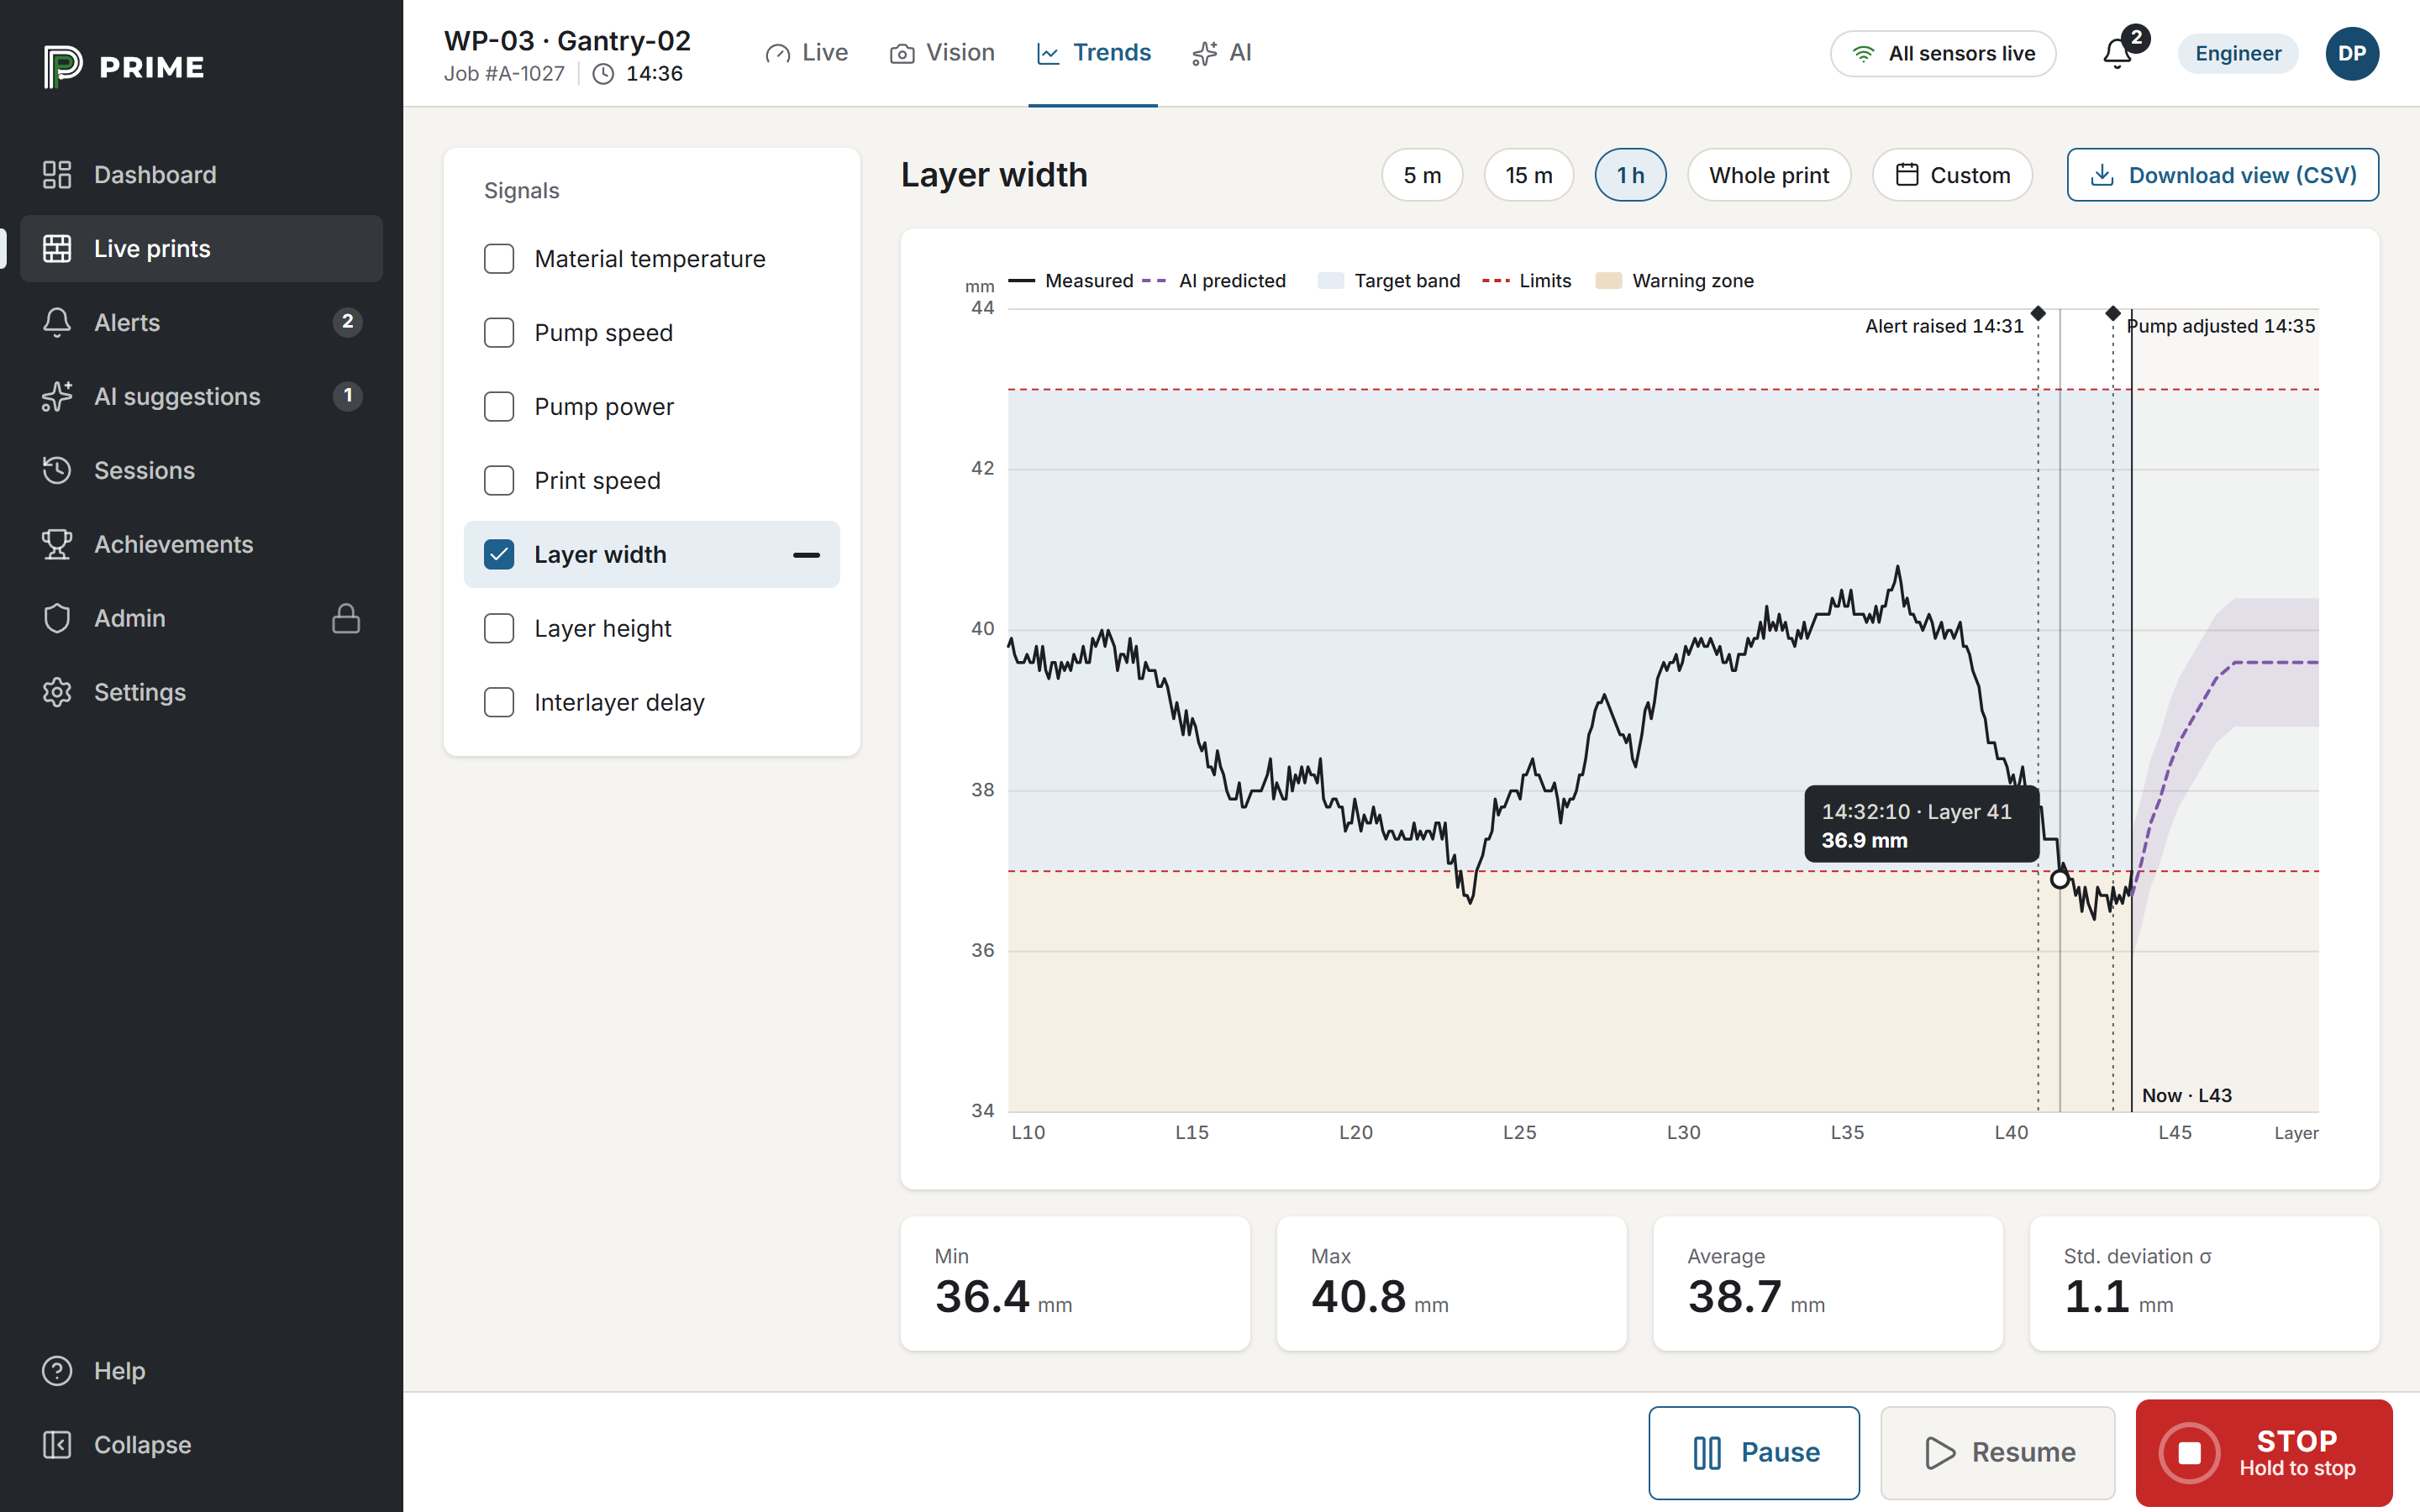 PRIME
Dashboard
Live prints
Alerts 2
AI suggestions 1
Sessions
Achievements
Admin
Settings
Help
Collapse
WP-03 · Gantry-02
Job #A-1027 14:36
Live
Vision
Trends
AI
All sensors live
2
Engineer
DP
Signals
Material temperature
Pump speed
Pump power
Print speed
Layer width
Layer height
Interlayer delay
Layer width
5 m
15 m
1 h
Whole print
Custom
Download view (CSV)
mm
Measured
AI predicted
Target band
Limits
Warning zone
44
42
40
38
36
34
Alert raised 14:31
Pump adjusted 14:35
14:32:10 · Layer 41
36.9 mm
Now · L43
L10 L15 L20 L25 L30 L35 L40 L45 Layer
Min
36.4 mm
Max
40.8 mm
Average
38.7 mm
Std. deviation σ
1.1 mm
Pause
Resume
STOP
Hold to stop